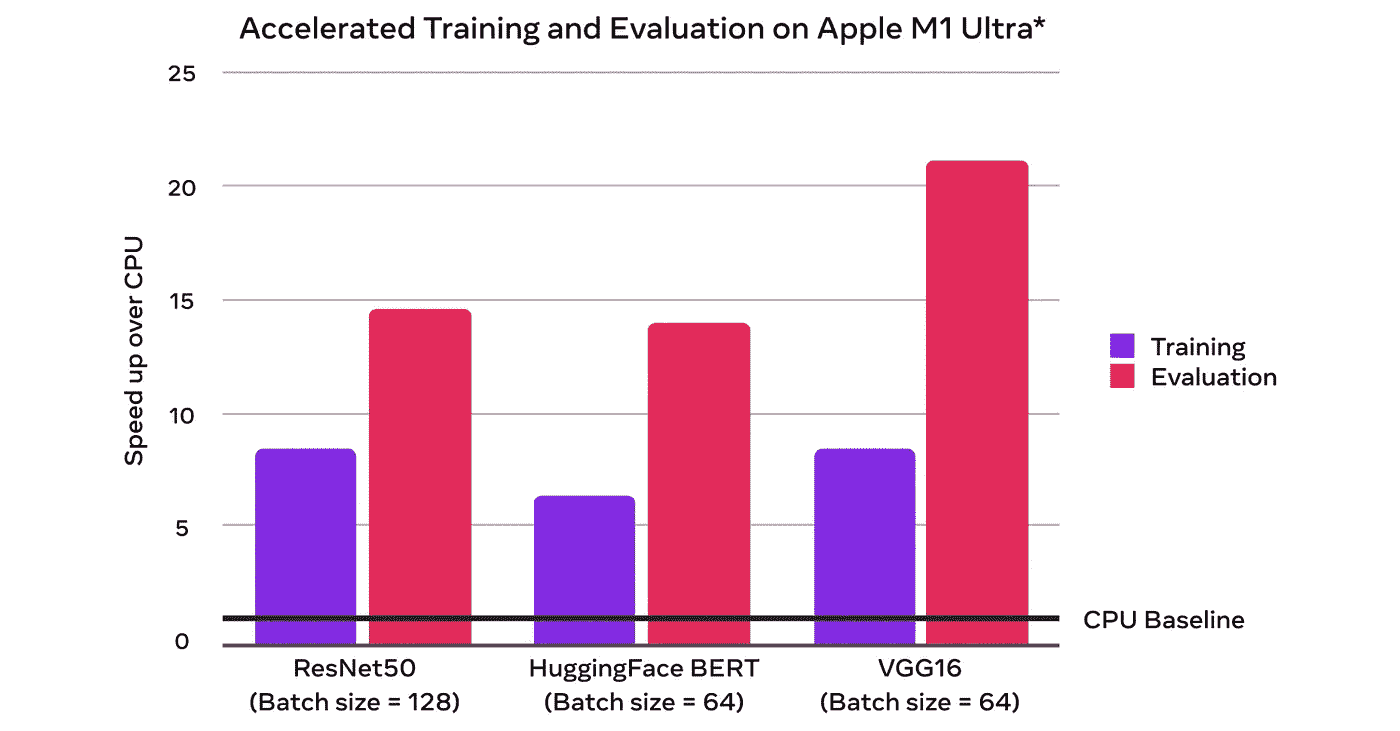 Accelerated Training and Evaluation on Apple M1 Ultra*
25
20
15
10
5
0
Speed up over CPU
Training
Evaluation
CPU Baseline
ResNet50
(Batch size = 128)
HuggingFace BERT
(Batch size = 64)
VGG16
(Batch size = 64)